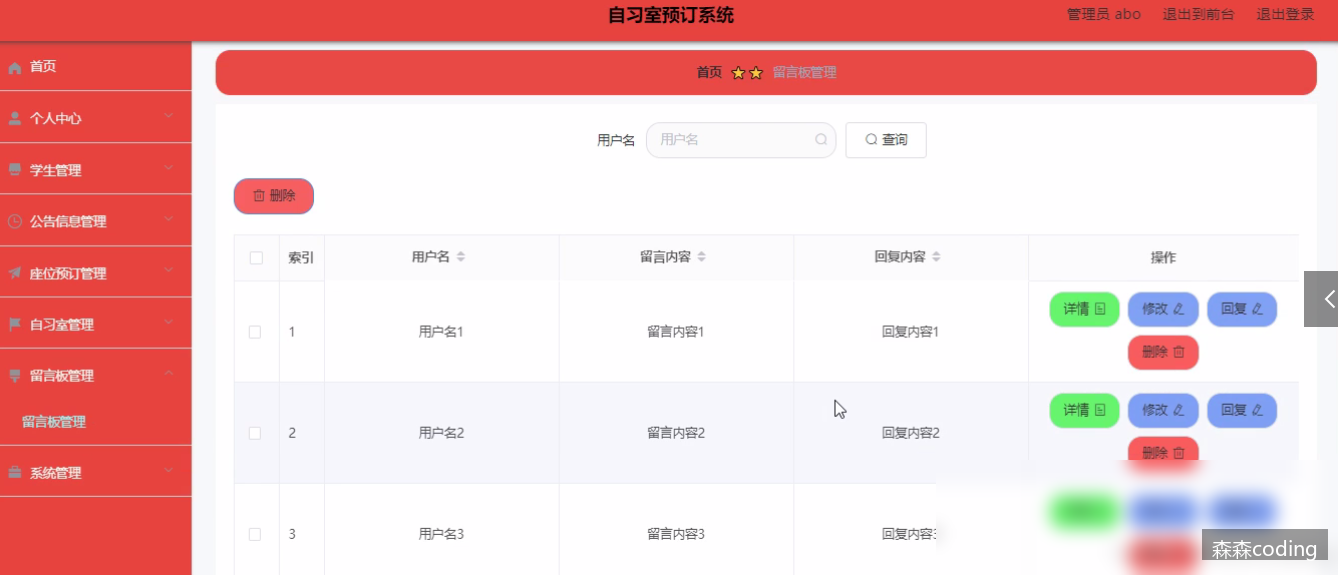 自习室预订系统
管理员 abo 退出到前台 退出登录
首页
个人中心
学生管理
公告信息管理
座位预订管理
自习室管理
留言板管理
留言板管理
系统管理
首页 留言板管理
用户名 用户名 查询
删除
索引 用户名 留言内容 回复内容 操作
1 用户名1 留言内容1 回复内容1 详情 修改 回复
删除
2 用户名2 留言内容2 回复内容2 详情 修改 回复
删除
3 用户名3 留言内容3 回复内容3
森森coding